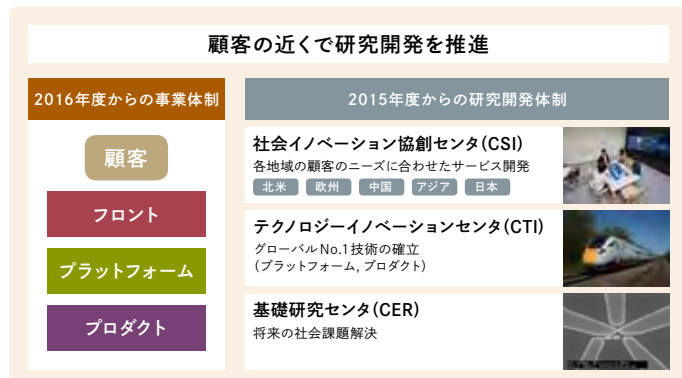 顧客の近くで研究開発を推進
2016年度からの事業体制
顧客
フロント
プラットフォーム
プロダクト
2015年度からの研究開発体制
社会イノベーション協創センタ(CSI)
各地域の顧客のニーズに合わせたサービス開発
北米 欧州 中国 アジア 日本
テクノロジーイノベーションセンタ(CTI)
グローバルNo.1技術の確立
(プラットフォーム, プロダクト)
基礎研究センタ(CER)
将来の社会課題解決